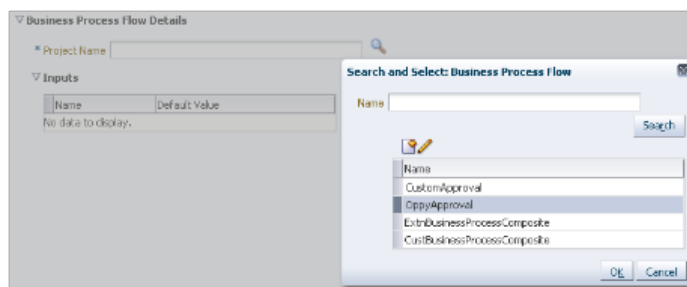 Business Process Flow Details
* Project Name
Inputs
Name Default Value
No data to display.
Search and Select: Business Process Flow
Name
Search
Name
CustomApproval
OppyApproval
ExtnBusinessProcessComposite
CustBusinessProcessComposite
OK Cancel